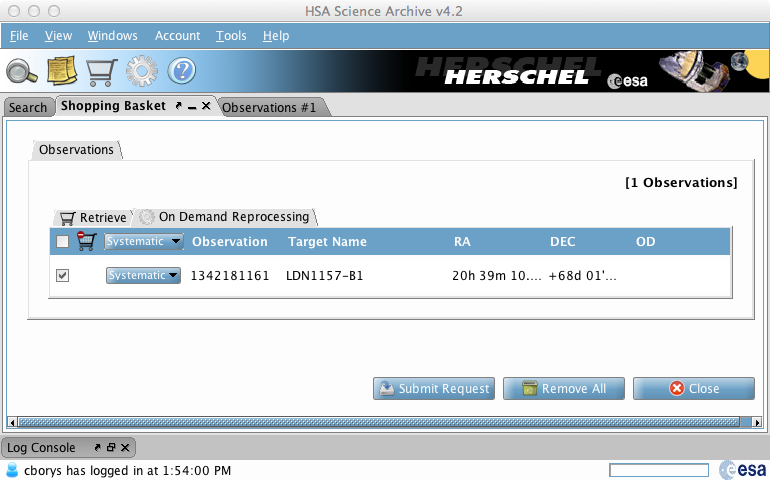 HSA Science Archive v4.2
File View Windows Account Tools Help
HERSCHEL esa
Search Shopping Basket Observations #1
Observations
[1 Observations]
Retrieve On Demand Reprocessing
Systematic Observation Target Name RA DEC OD
Systematic 1342181161 LDN1157-B1 20h 39m 10.... +68d 01'...
Submit Request Remove All Close
Log Console
cborys has logged in at 1:54:00 PM
esa